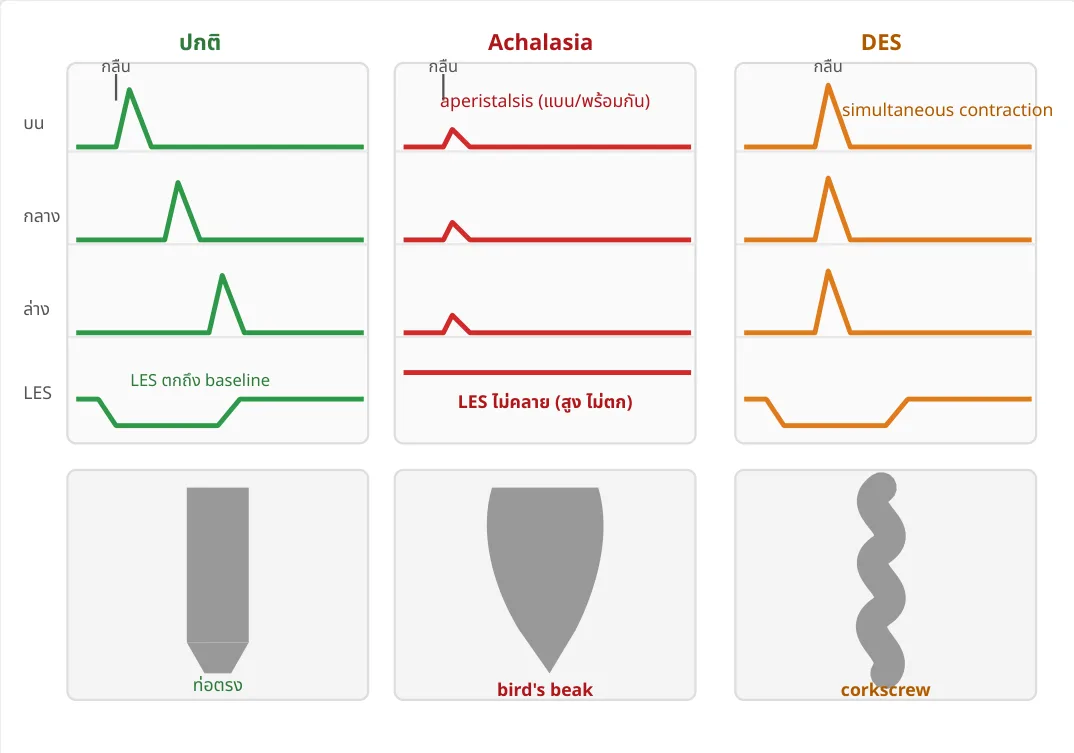 ปกติ
Achalasia
DES
กลืน
กลืน
กลืน
aperistalsis (แบน/พร้อมกัน)
simultaneous contraction
บน
กลาง
ล่าง
LES ตกถึง baseline
LES
LES ไม่คลาย (สูง ไม่ตก)
ท่อตรง
bird's beak
corkscrew